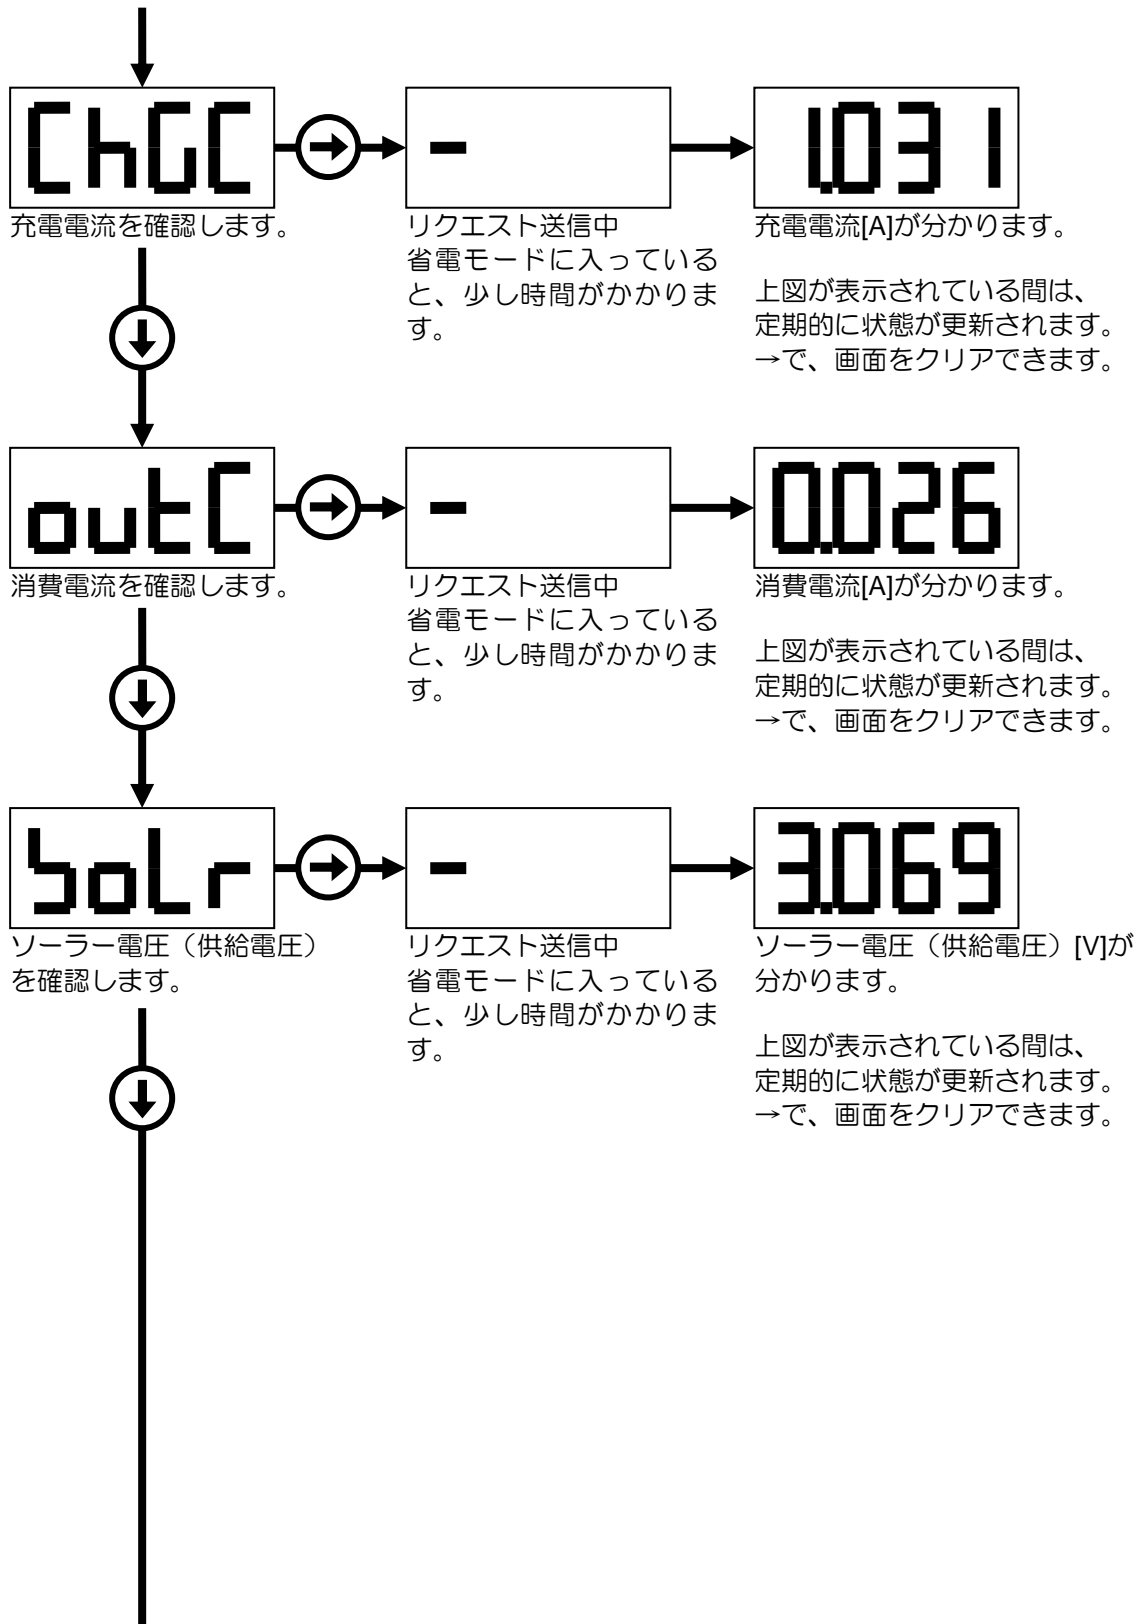 ChGC
-
1.031
充電電流を確認します。
リクエスト送信中
省電モードに入っている
と、少し時間がかかりま
す。
充電電流[A]が分かります。
上図が表示されている間は、
定期的に状態が更新されます。
→で、画面をクリアできます。
outC
-
0.026
消費電流を確認します。
リクエスト送信中
省電モードに入っている
と、少し時間がかかりま
す。
消費電流[A]が分かります。
上図が表示されている間は、
定期的に状態が更新されます。
→で、画面をクリアできます。
SoLr
-
3.069
ソーラー電圧（供給電圧）
を確認します。
リクエスト送信中
省電モードに入っている
と、少し時間がかかりま
す。
ソーラー電圧（供給電圧）[V]が
分かります。
上図が表示されている間は、
定期的に状態が更新されます。
→で、画面をクリアできます。